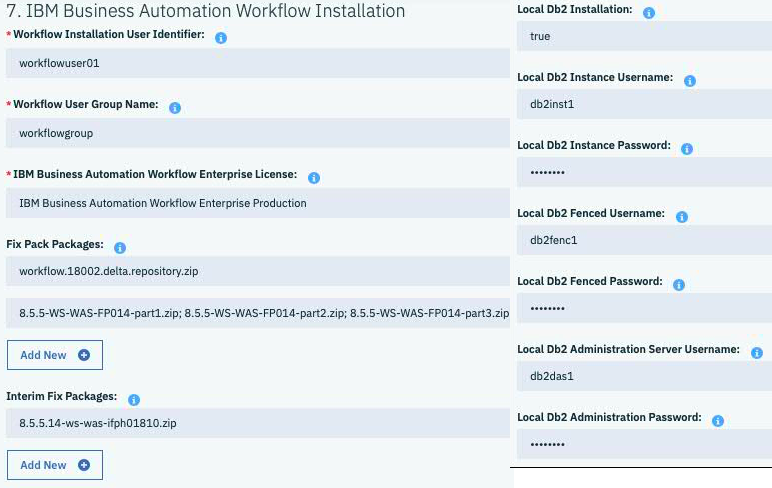 7. IBM Business Automation Workflow Installation
* Workflow Installation User Identifier:
workflowuser01
* Workflow User Group Name:
workflowgroup
* IBM Business Automation Workflow Enterprise License:
IBM Business Automation Workflow Enterprise Production
Fix Pack Packages:
workflow.18002.delta.repository.zip
8.5.5-WS-WAS-FP014-part1.zip; 8.5.5-WS-WAS-FP014-part2.zip; 8.5.5-WS-WAS-FP014-part3.zip
Add New
Interim Fix Packages:
8.5.5.14-ws-was-ifph01810.zip
Add New
Local Db2 Installation:
true
Local Db2 Instance Username:
db2inst1
Local Db2 Instance Password:
••••••••
Local Db2 Fenced Username:
db2fenc1
Local Db2 Fenced Password:
••••••••
Local Db2 Administration Server Username:
db2das1
Local Db2 Administration Password:
••••••••